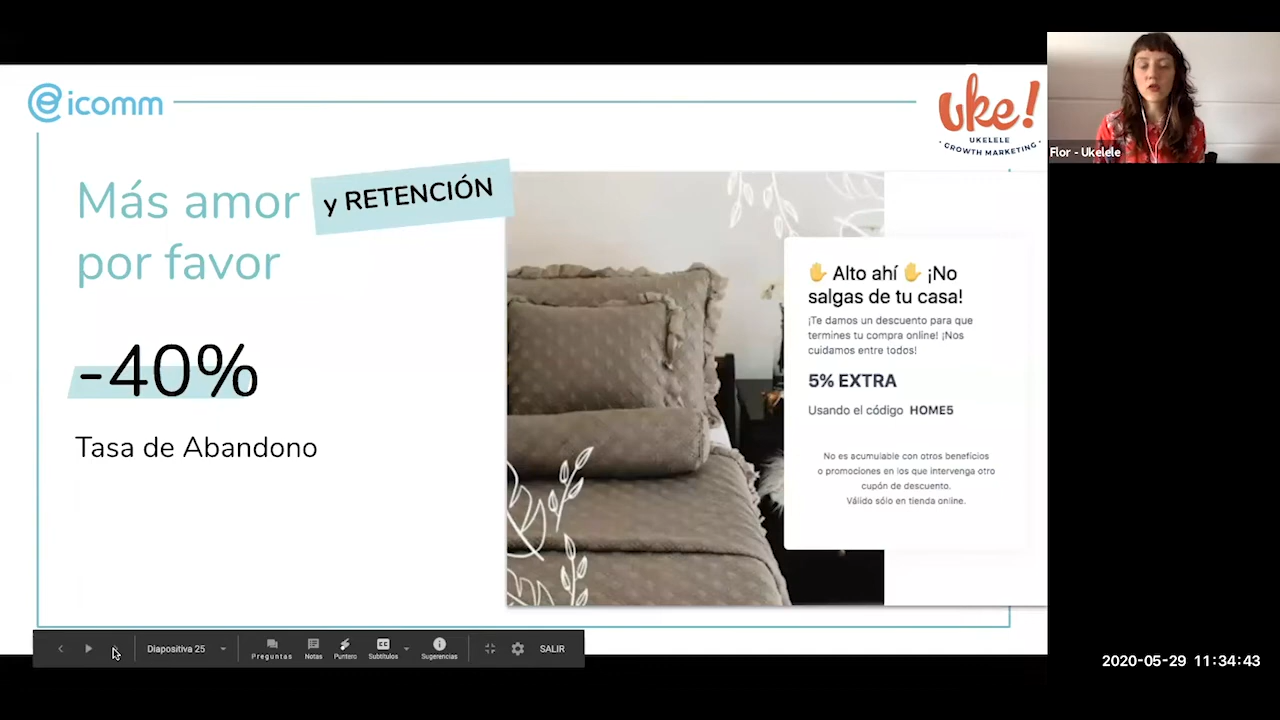 icomm
uke!
UKELELE
GROWTH MARKETING
Flor - Ukelele
Más amor
y RETENCIÓN
por favor
-40%
Tasa de Abandono
✋ Alto ahí ✋ ¡No
salgas de tu casa!
¡Te damos un descuento para que
termines tu compra online! ¡Nos
cuidamos entre todos!
5% EXTRA
Usando el código HOME5
No es acumulable con otros beneficios
o promociones en los que intervenga otro
cupón de descuento.
Válido sólo en tienda online.
Diapositiva 25
Preguntas
Notas
Puntero
CC
Subtítulos
Sugerencias
SALIR
2020-05-29 11:34:43